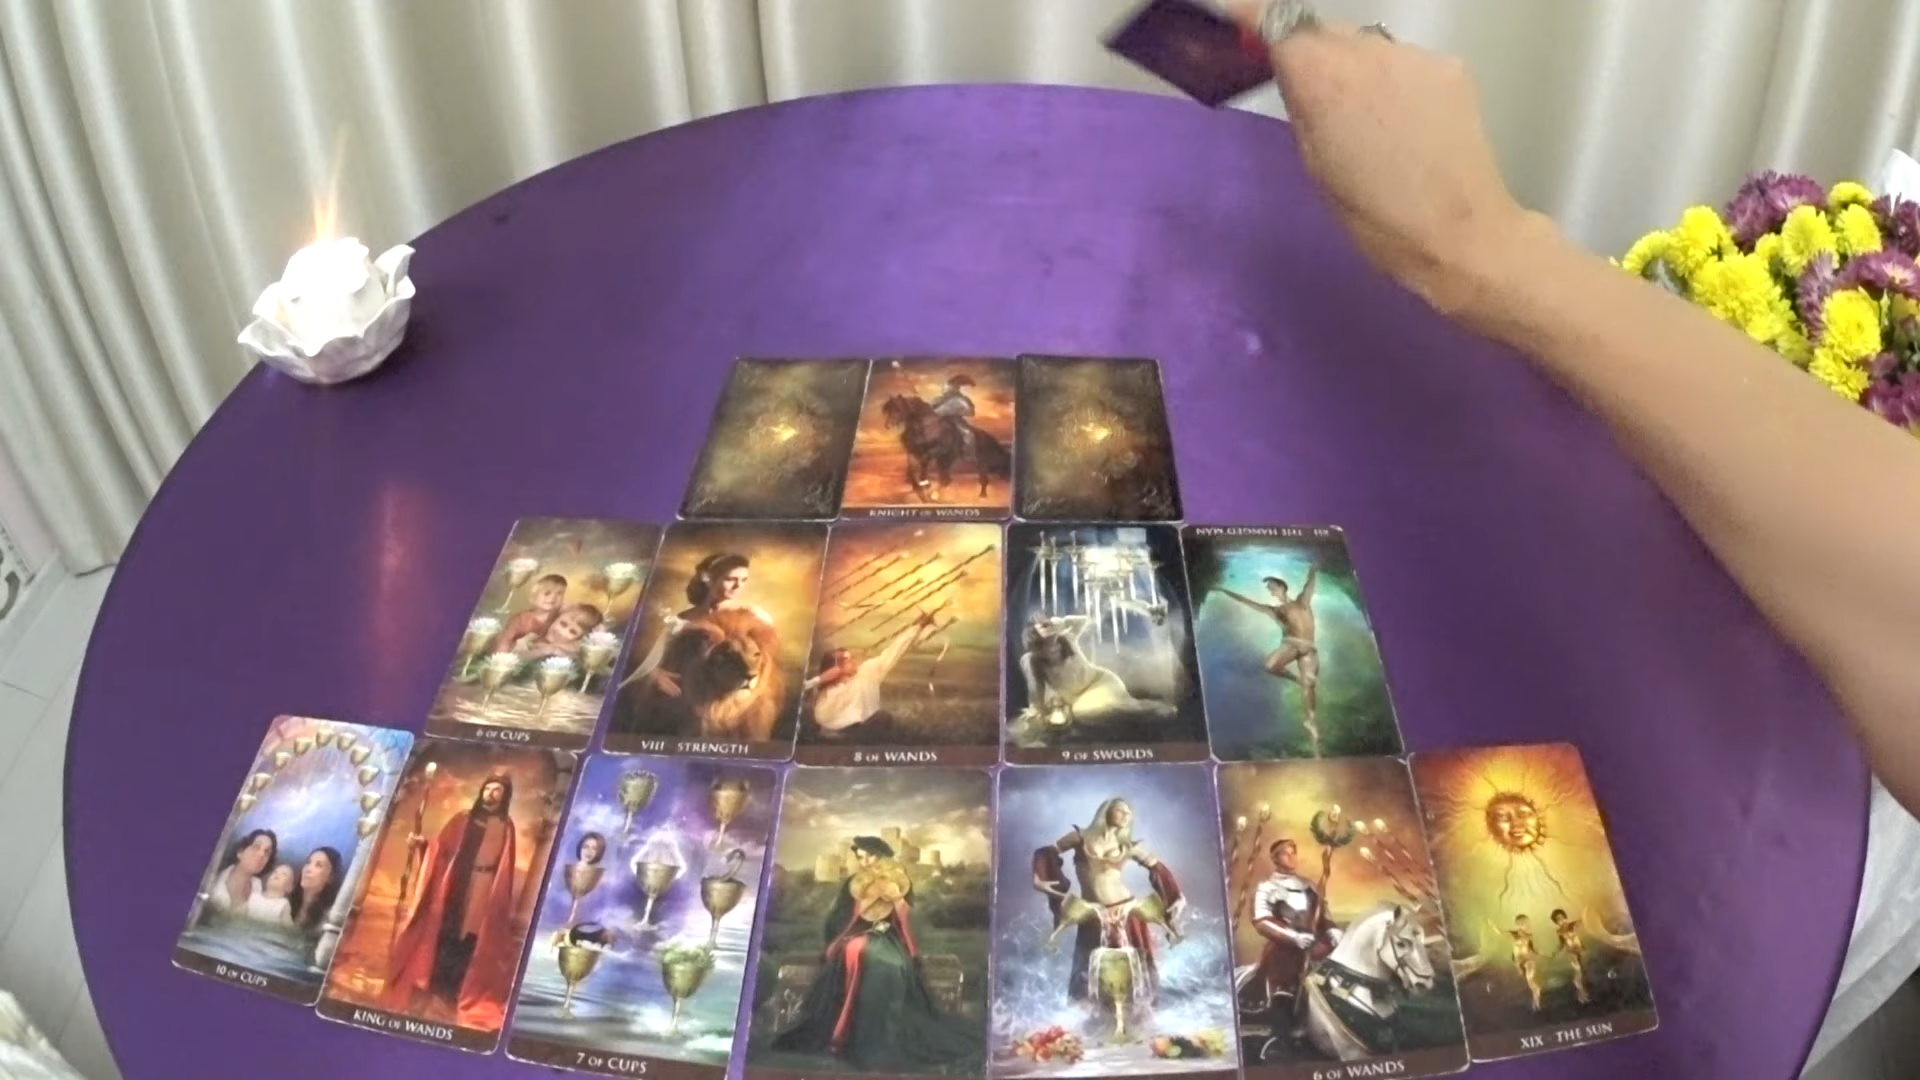 KNIGHT OF WANDS
6 OF CUPS
VIII STRENGTH
8 OF WANDS
9 OF SWORDS
XII THE HANGED MAN
10 OF CUPS
KING OF WANDS
7 OF CUPS
6 OF WANDS
XIX · THE SUN